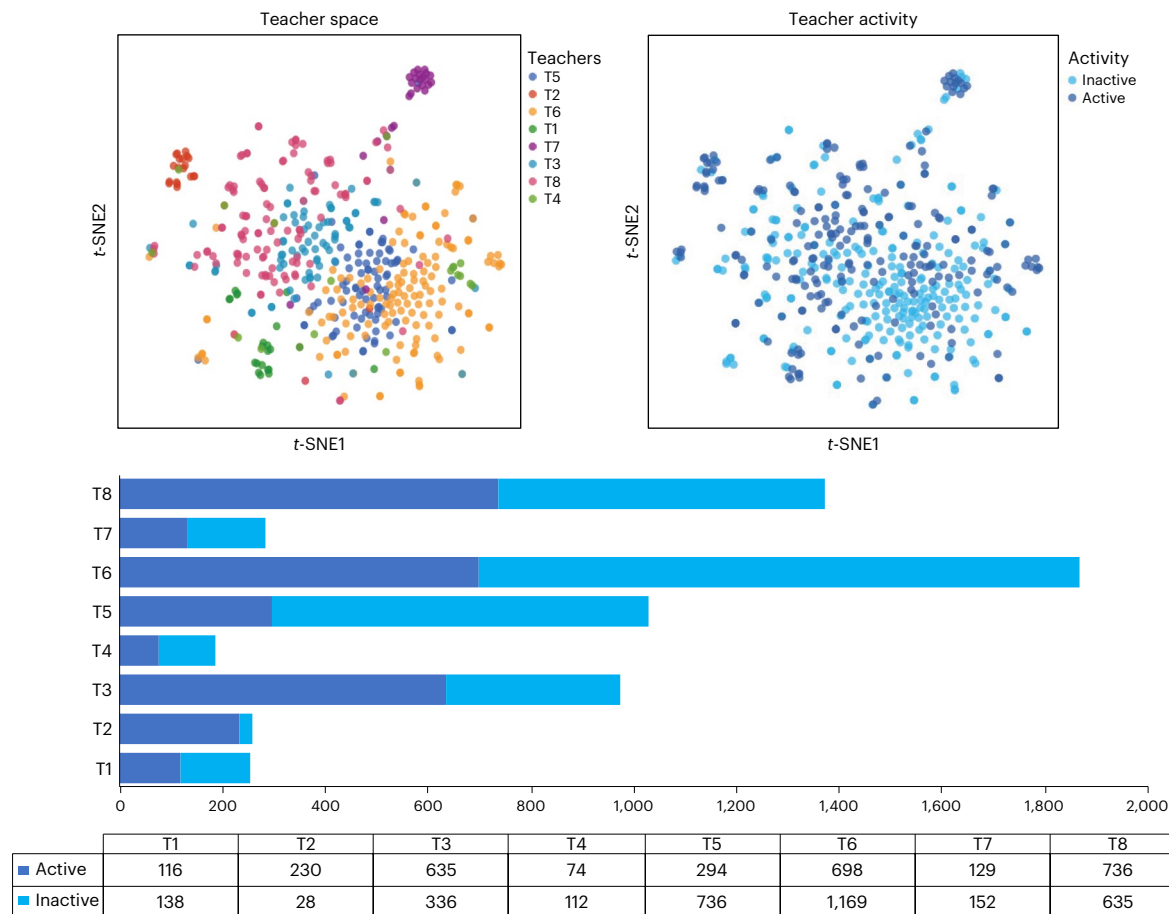 Teacher space
Teachers
T5
T2
T6
T1
T7
T3
T8
T4
t-SNE2
t-SNE1
Teacher activity
Activity
Inactive
Active
t-SNE2
t-SNE1
T8
T7
T6
T5
T4
T3
T2
T1
0 200 400 600 800 1,000 1,200 1,400 1,600 1,800 2,000
T1 T2 T3 T4 T5 T6 T7 T8
Active 116 230 635 74 294 698 129 736
Inactive 138 28 336 112 736 1,169 152 635